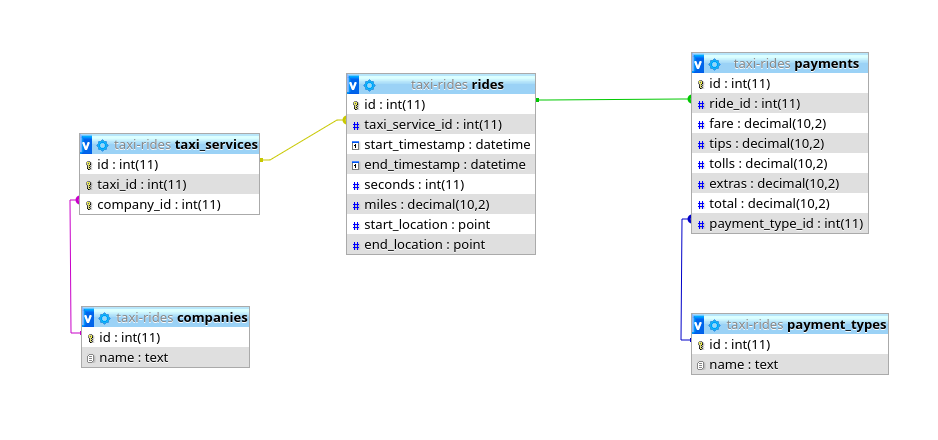 v taxi-rides taxi_services
id : int(11)
taxi_id : int(11)
company_id : int(11)
v taxi-rides companies
id : int(11)
name : text
v taxi-rides rides
id : int(11)
# taxi_service_id : int(11)
start_timestamp : datetime
end_timestamp : datetime
# seconds : int(11)
# miles : decimal(10,2)
# start_location : point
# end_location : point
v taxi-rides payments
id : int(11)
# ride_id : int(11)
# fare : decimal(10,2)
# tips : decimal(10,2)
# tolls : decimal(10,2)
# extras : decimal(10,2)
# total : decimal(10,2)
# payment_type_id : int(11)
v taxi-rides payment_types
id : int(11)
name : text